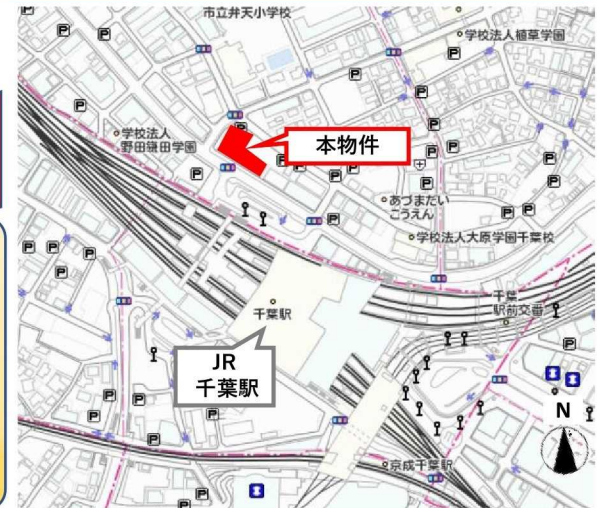 市立弁天小学校
学校法人植草学園
学校法人
野田鎌田学園
本物件
あづまだい
こうえん
学校法人大原学園千葉校
千葉
駅前交番
千葉駅
JR
千葉駅
N
京成千葉駅